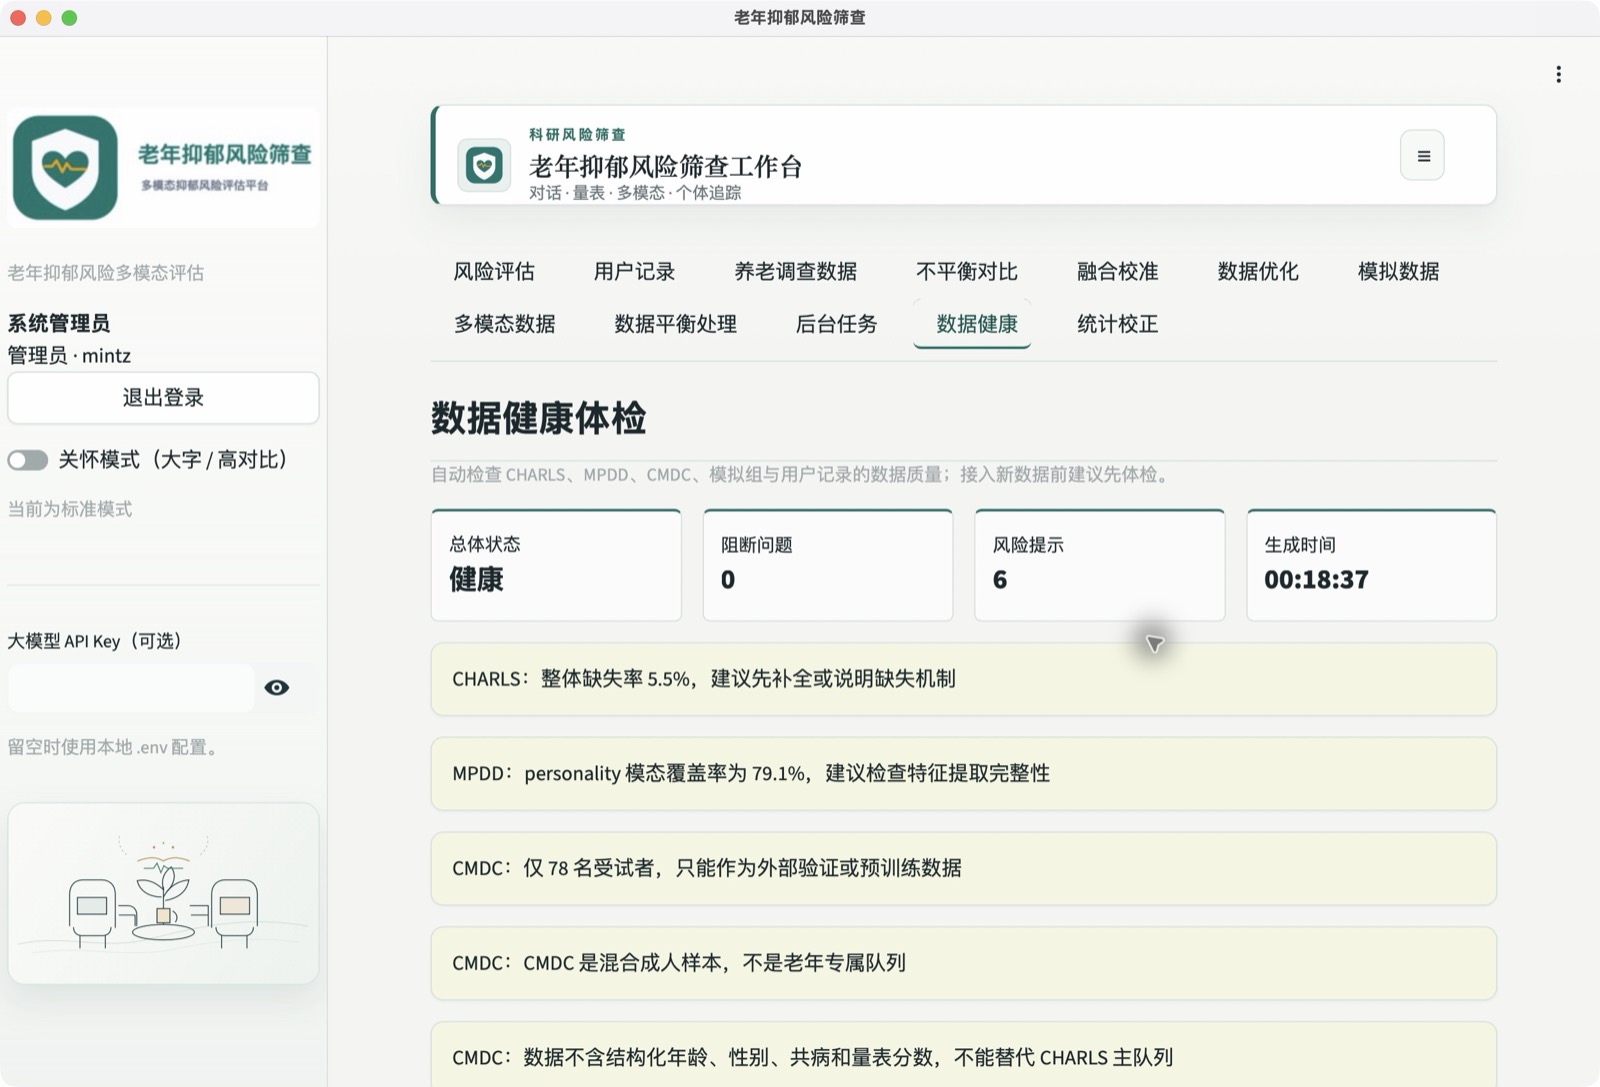 老年抑郁风险筛查
老年抑郁风险筛查
多模态抑郁风险评估平台
老年抑郁风险多模态评估
系统管理员
管理员 · mintz
退出登录
关怀模式（大字 / 高对比）
当前为标准模式
大模型 API Key（可选）
留空时使用本地 .env 配置。
科研风险筛查
老年抑郁风险筛查工作台
对话 · 量表 · 多模态 · 个体追踪
风险评估 用户记录 养老调查数据 不平衡对比 融合校准 数据优化 模拟数据
多模态数据 数据平衡处理 后台任务 数据健康 统计校正
数据健康体检
自动检查 CHARLS、MPDD、CMDC、模拟组与用户记录的数据质量；接入新数据前建议先体检。
总体状态
健康
阻断问题
0
风险提示
6
生成时间
00:18:37
CHARLS：整体缺失率 5.5%，建议先补全或说明缺失机制
MPDD：personality 模态覆盖率为 79.1%，建议检查特征提取完整性
CMDC：仅 78 名受试者，只能作为外部验证或预训练数据
CMDC：CMDC 是混合成人样本，不是老年专属队列
CMDC：数据不含结构化年龄、性别、共病和量表分数，不能替代 CHARLS 主队列